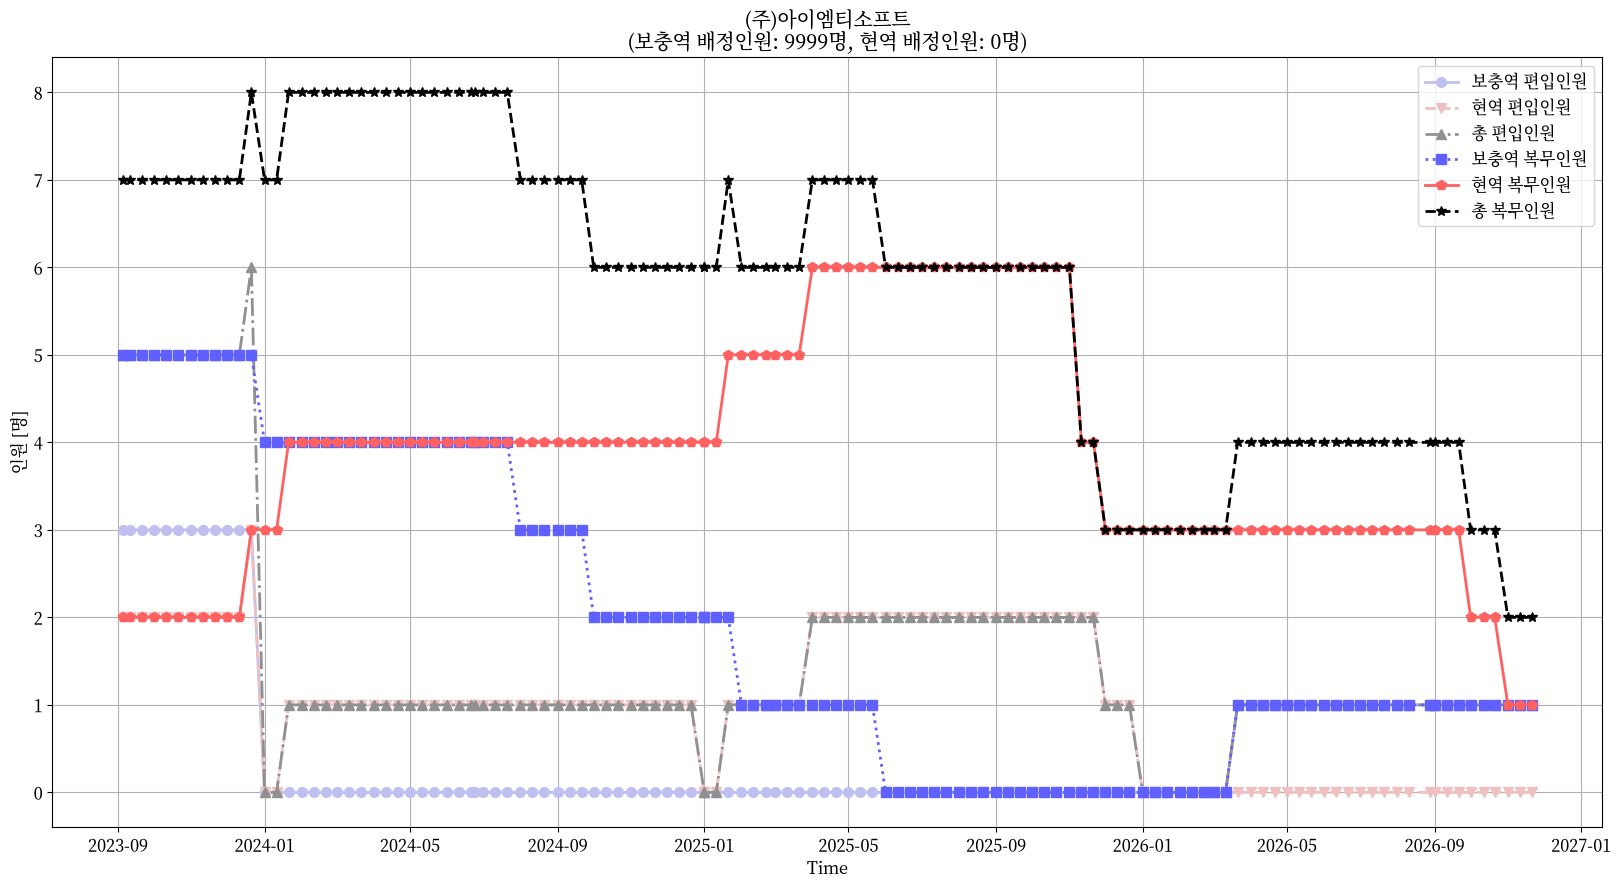 (주)아이엠티소프트
(보충역 배정인원: 9999명, 현역 배정인원: 0명)
보충역 편입인원
현역 편입인원
총 편입인원
보충역 복무인원
현역 복무인원
총 복무인원
인원 [명]
8
7
6
5
4
3
2
1
0
2023-09 2024-01 2024-05 2024-09 2025-01 2025-05 2025-09 2026-01 2026-05 2026-09 2027-01
Time